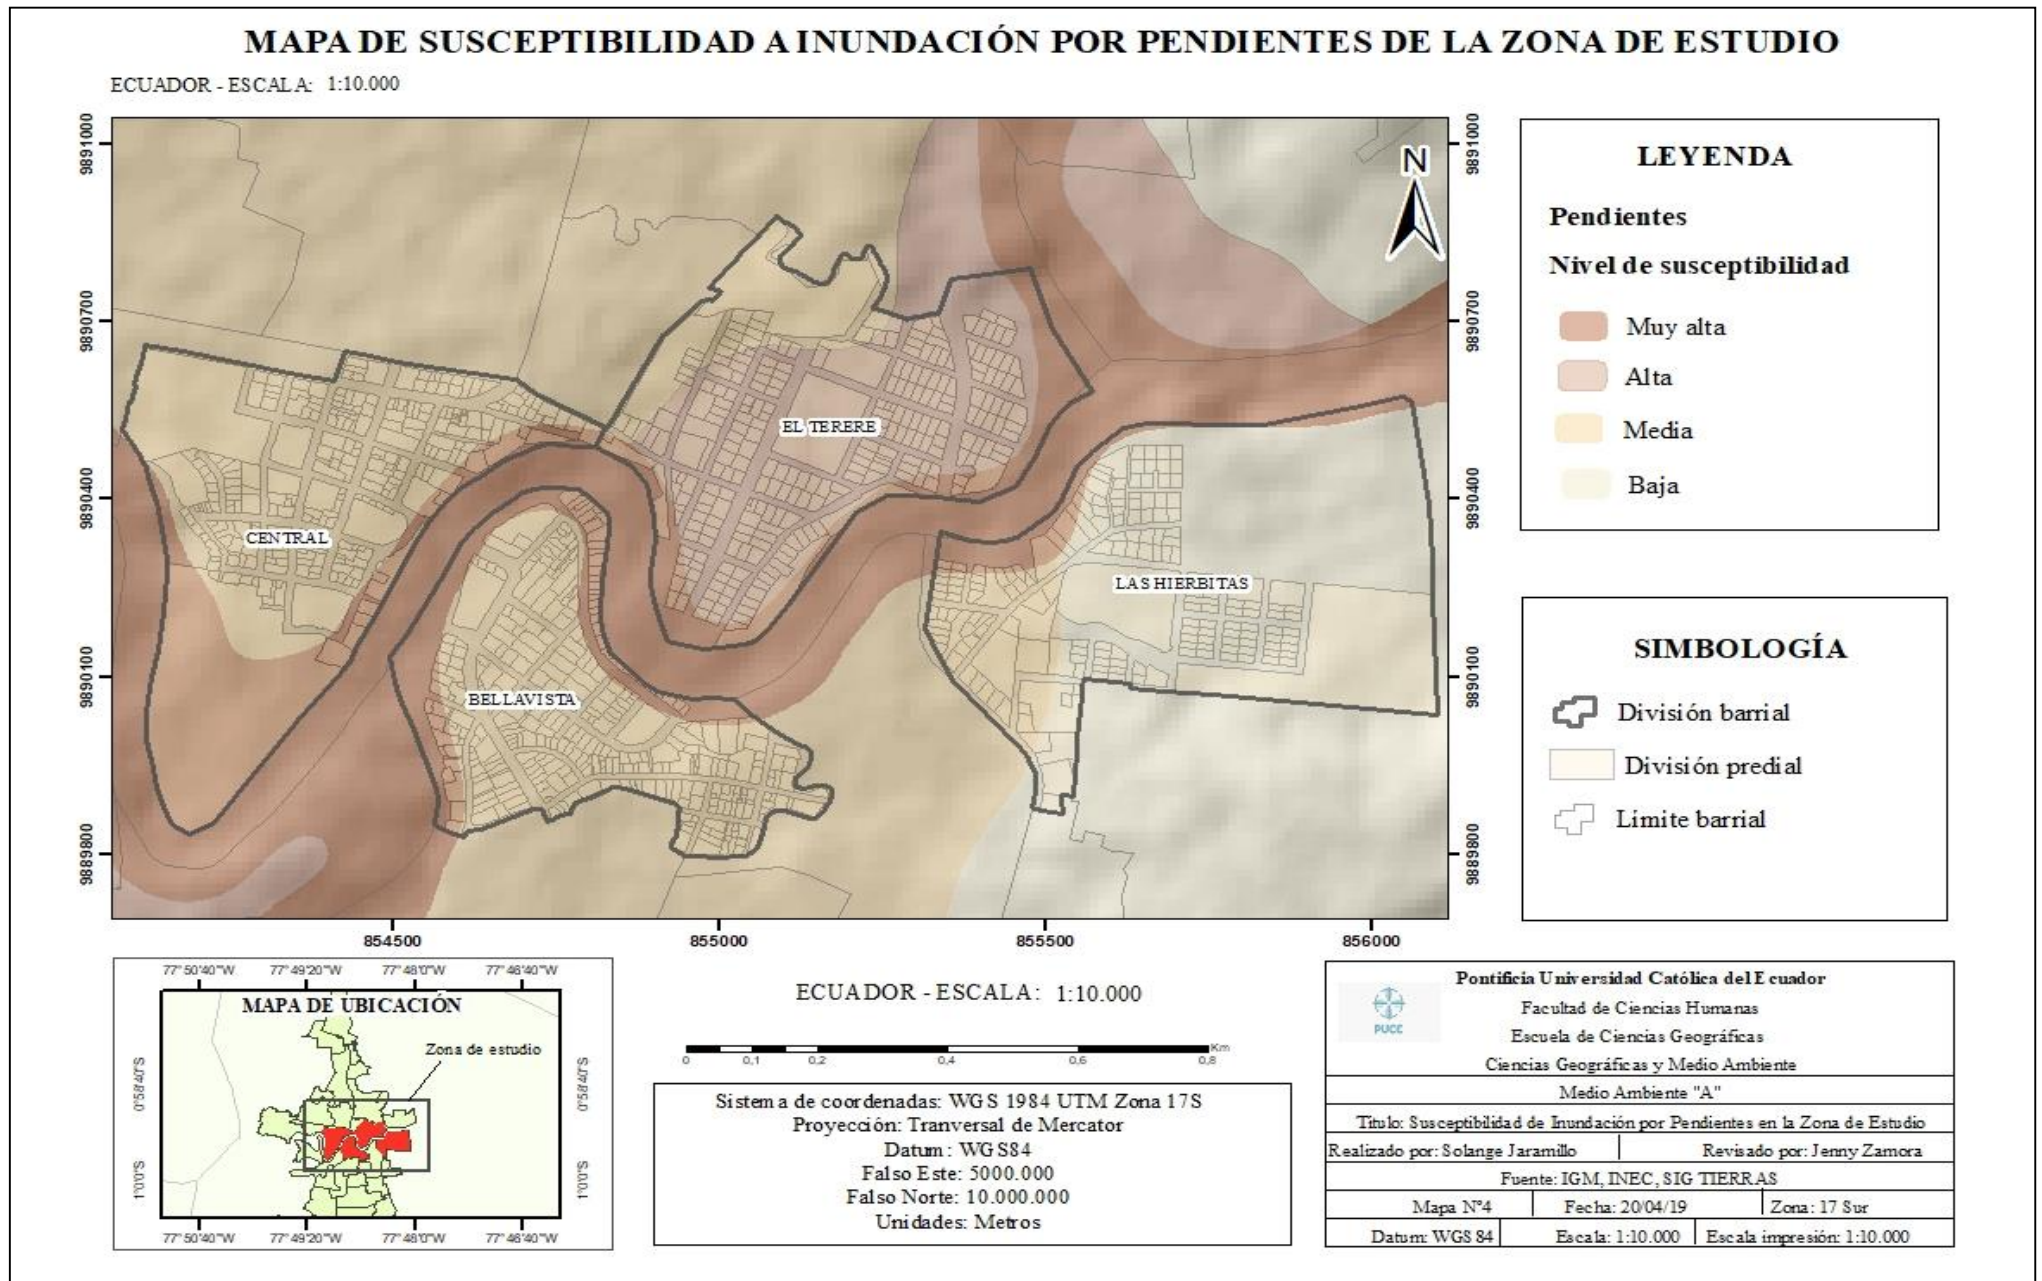 MAPA DE SUSCEPTIBILIDAD A INUNDACIÓN POR PENDIENTES DE LA ZONA DE ESTUDIO
ECUADOR - ESCALA: 1:10.000
9891000
9890700
9890400
9890100
9889800
9891000
9890700
9890400
9890100
9889800
N
EL TERERE
CENTRAL
LAS HIERBITAS
BELLAVISTA
854500
855000
855500
856000
LEYENDA
Pendientes
Nivel de susceptibilidad
Muy alta
Alta
Media
Baja
SIMBOLOGÍA
División barrial
División predial
Limite barrial
77°50'40"W 77°49'20"W 77°48'0"W 77°46'40"W
MAPA DE UBICACIÓN
Zona de estudio
0°58'40"S
1°0'0"S
0°58'40"S
1°0'0"S
77°50'40"W 77°49'20"W 77°48'0"W 77°46'40"W
ECUADOR - ESCALA: 1:10.000
0 0,1 0,2 0,4 0,6 0,8 Km
Sistema de coordenadas: WGS 1984 UTM Zona 17S
Proyección: Tranversal de Mercator
Datum: WGS84
Falso Este: 5000.000
Falso Norte: 10.000.000
Unidades: Metros
PUCE
Pontificia Universidad Católica del Ecuador
Facultad de Ciencias Humanas
Escuela de Ciencias Geográficas
Ciencias Geográficas y Medio Ambiente
Medio Ambiente "A"
Titulo: Susceptibilidad de Inundación por Pendientes en la Zona de Estudio
Realizado por: Solange Jaramillo Revisado por: Jenny Zamora
Fuente: IGM, INEC, SIG TIERRAS
Mapa N°4 Fecha: 20/04/19 Zona: 17 Sur
Datum: WGS 84 Escala: 1:10.000 Escala impresión: 1:10.000